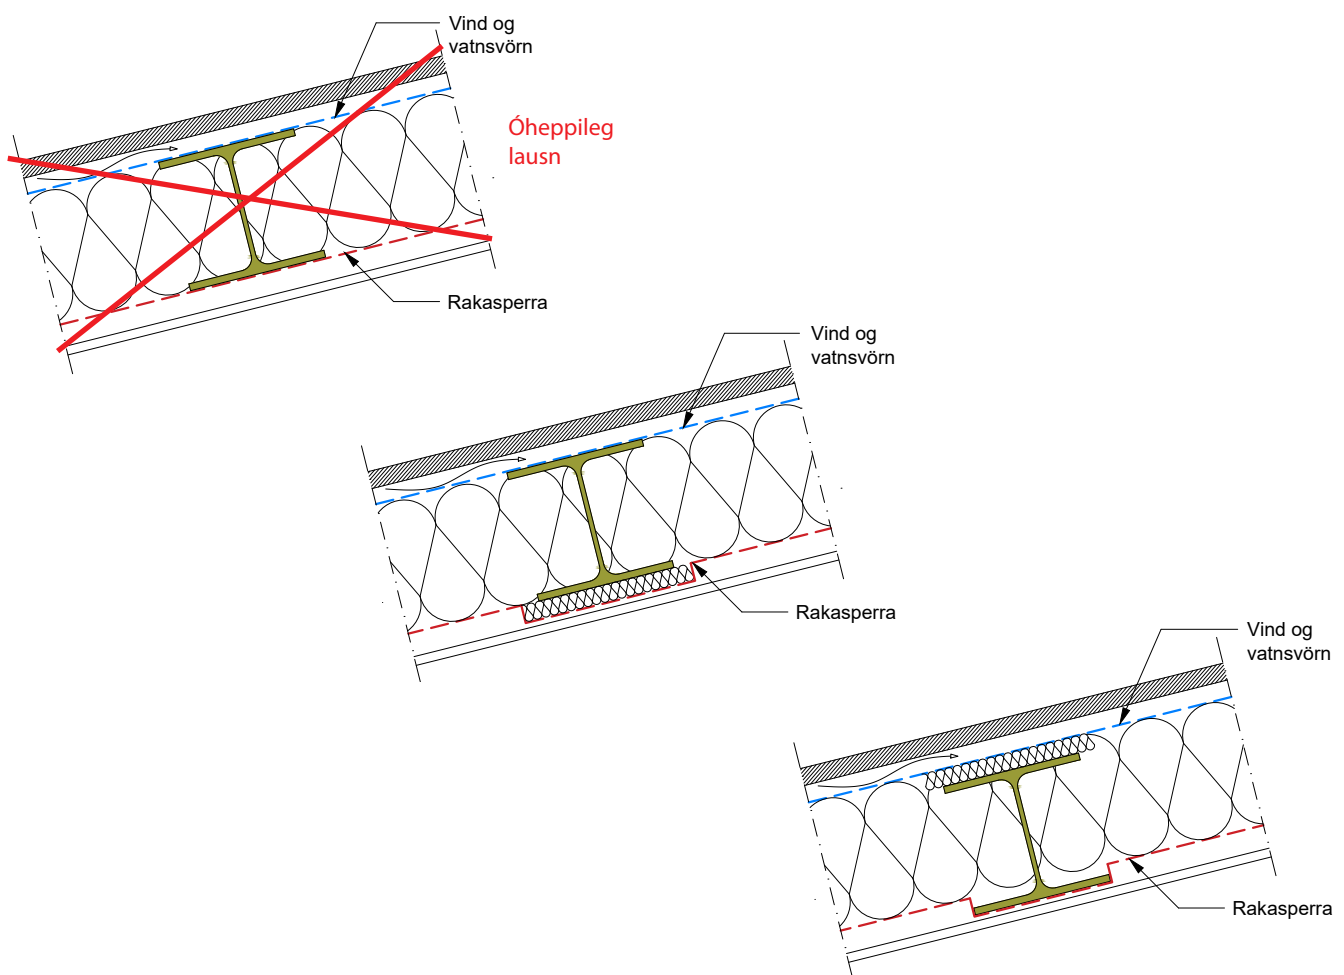 Vind og
vatnsvörn
Óheppileg
lausn
Rakasperra
Vind og
vatnsvörn
Rakasperra
Vind og
vatnsvörn
Rakasperra